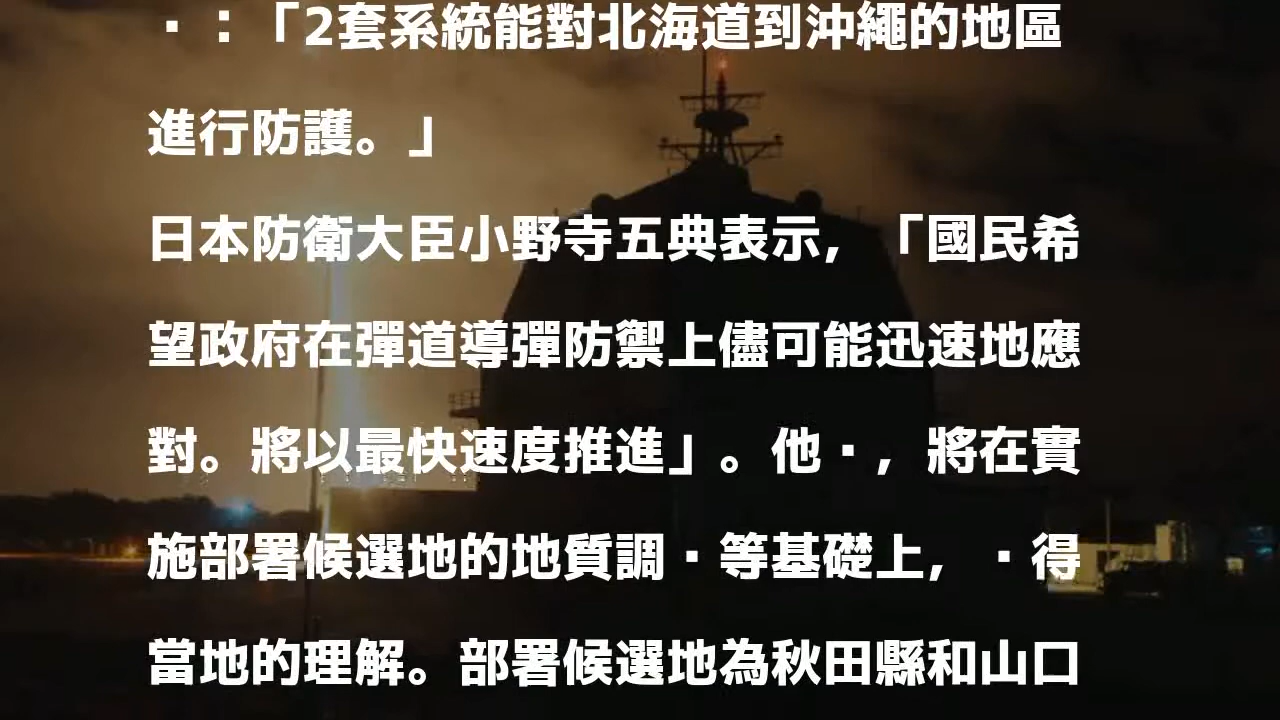 ▪：「2套系統能對北海道到沖繩的地區
進行防護。」
日本防衛大臣小野寺五典表示，「國民希
望政府在彈道導彈防禦上儘可能迅速地應
對。將以最快速度推進」。他▪，將在實
施部署候選地的地質調▪等基礎上，▪得
當地的理解。部署候選地為秋田縣和山口